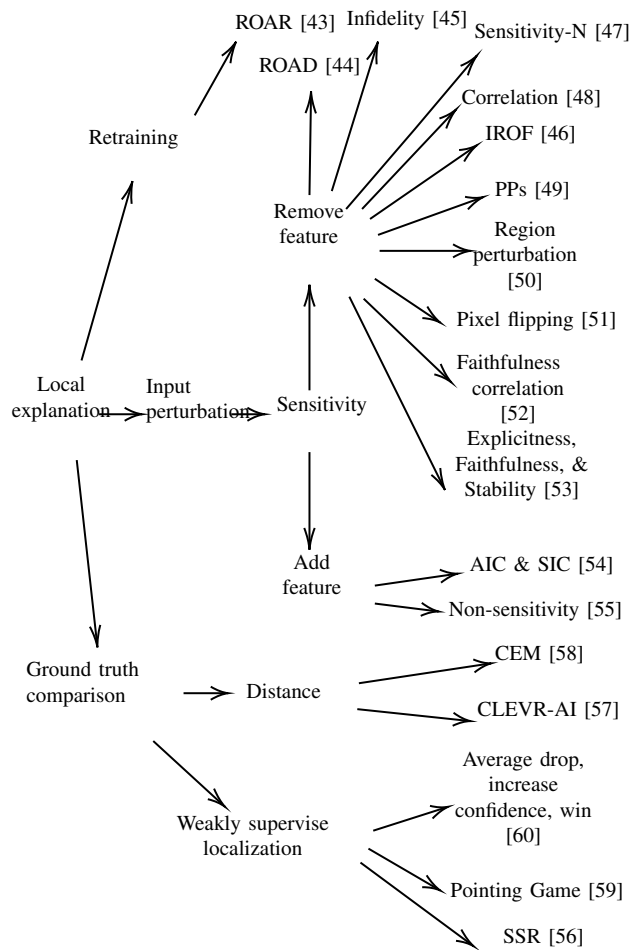 ROAR [43]
Infidelity [45]
Sensitivity-N [47]
ROAD [44]
Correlation [48]
Retraining
IROF [46]
PPs [49]
Remove
feature
Region
perturbation
[50]
Pixel flipping [51]
Local
explanation
Input
perturbation
Sensitivity
Faithfulness
correlation
[52]
Explicitness,
Faithfulness, &
Stability [53]
Add
feature
AIC & SIC [54]
Non-sensitivity [55]
Ground truth
comparison
Distance
CEM [58]
CLEVR-AI [57]
Weakly supervise
localization
Average drop,
increase
confidence, win
[60]
Pointing Game [59]
SSR [56]